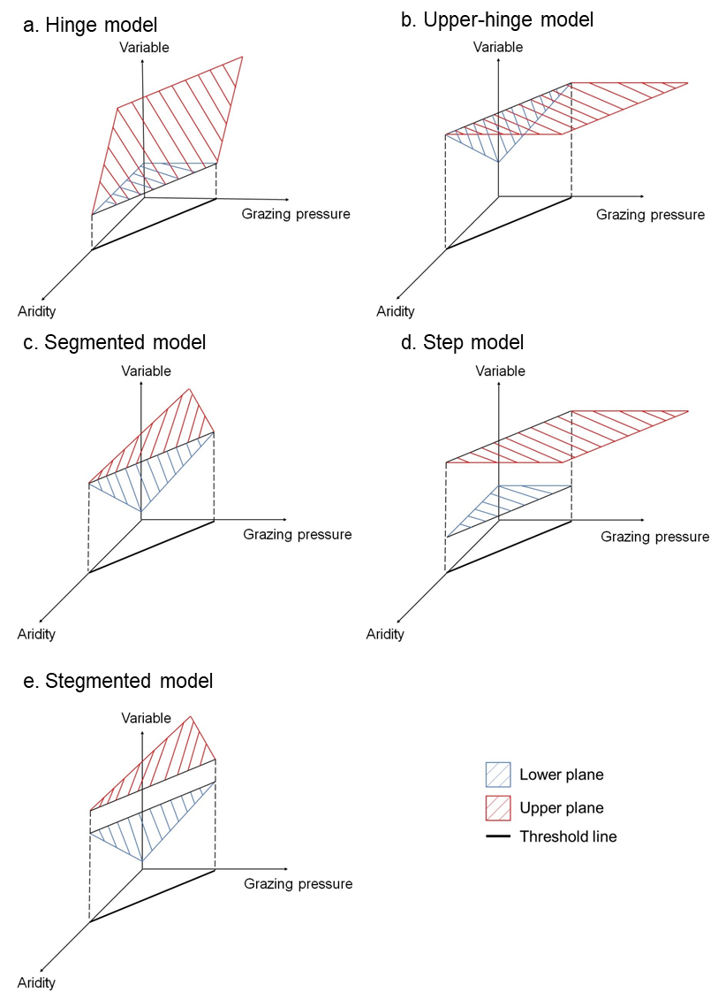 a. Hinge model
Variable
Grazing pressure
Aridity
b. Upper-hinge model
Variable
Grazing pressure
Aridity
c. Segmented model
Variable
Grazing pressure
Aridity
d. Step model
Variable
Grazing pressure
Aridity
e. Stegmented model
Variable
Grazing pressure
Aridity
Lower plane
Upper plane
Threshold line